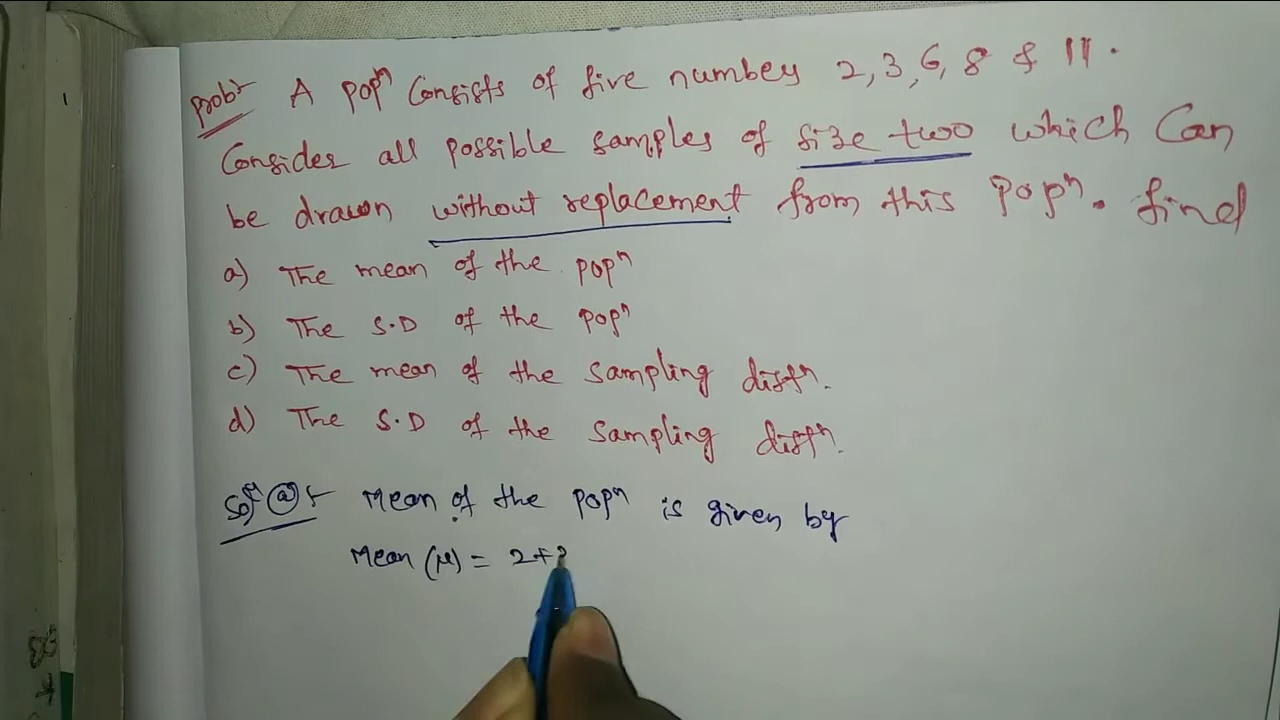 Prob:- A popⁿ consists of five numbers 2, 3, 6, 8 & 11.
Consider all possible samples of size two which can
be drawn without replacement from this popⁿ. find
a) The mean of the popⁿ
b) The S.D of the popⁿ
c) The mean of the sampling distⁿ.
d) The S.D of the sampling distⁿ.
Solⁿ (a):- Mean of the popⁿ is given by
Mean (μ) = 2+3